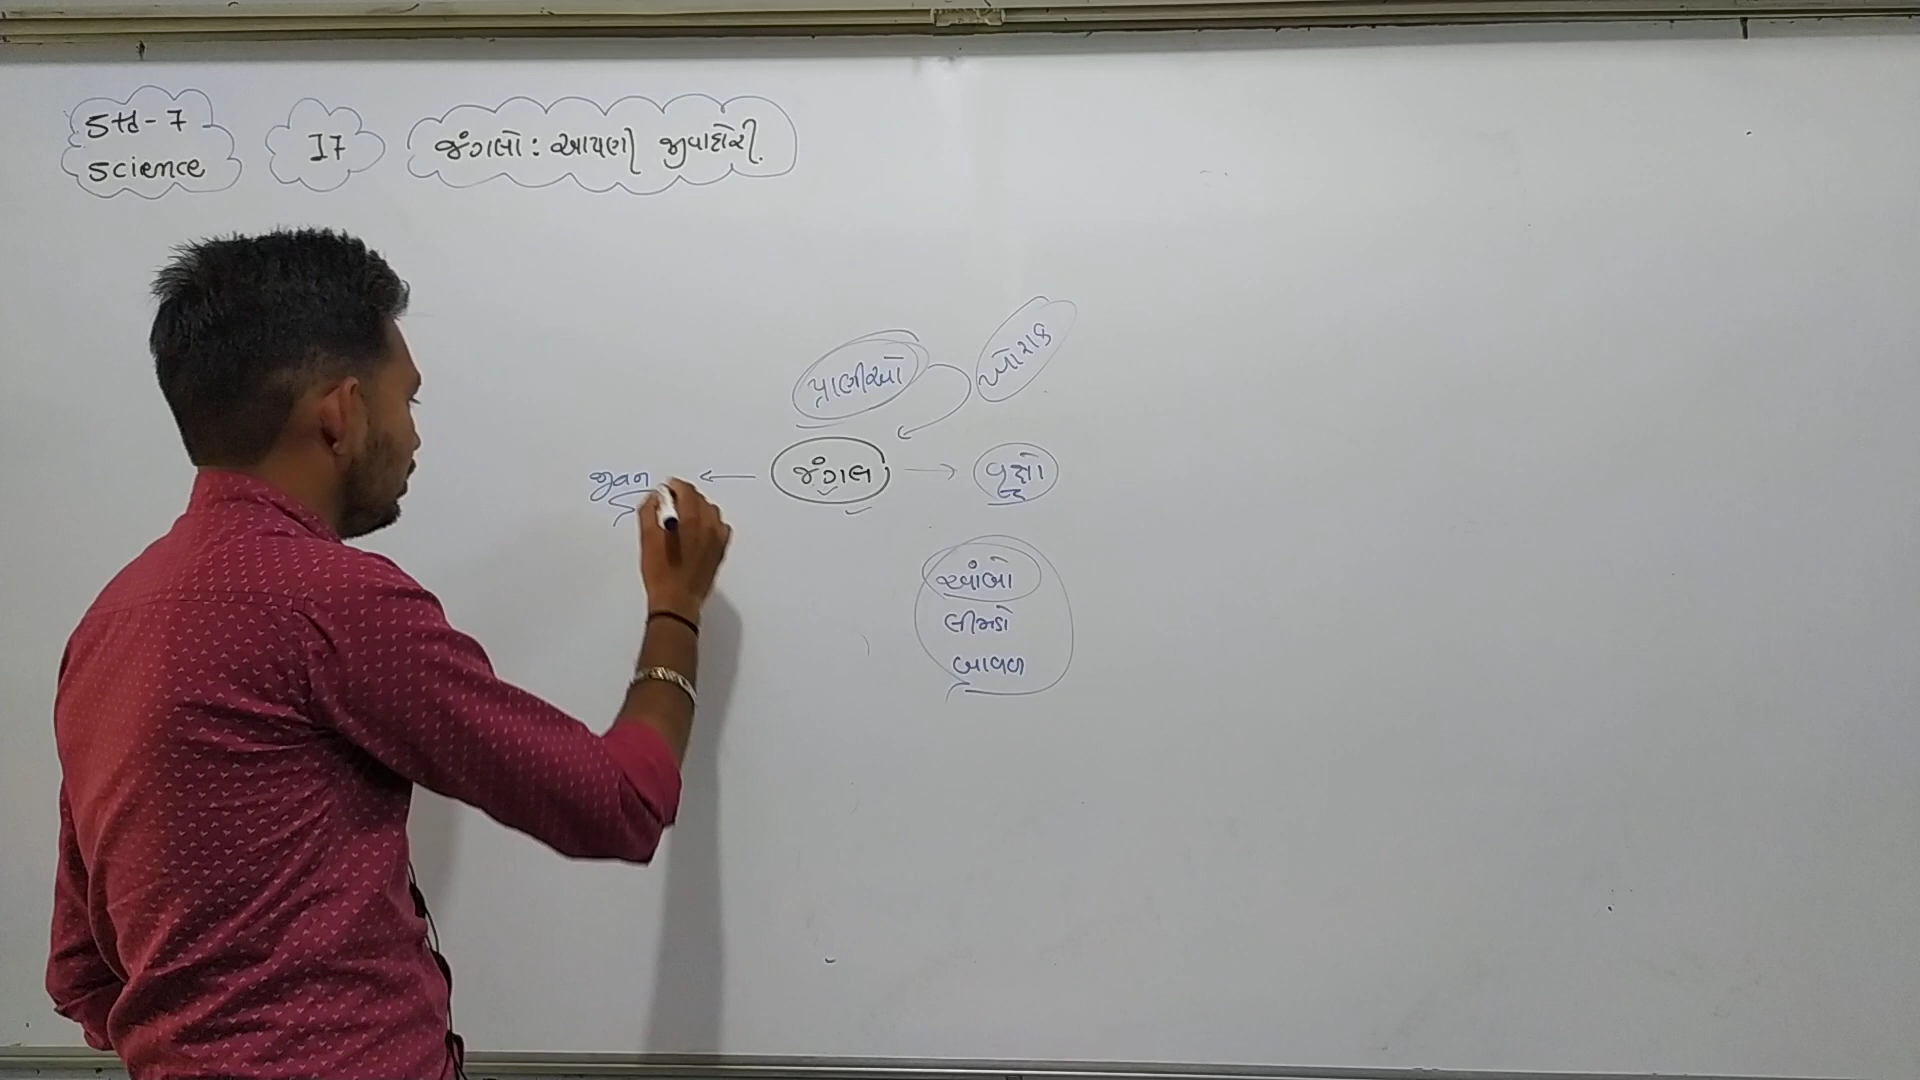 Std-7
Science
17
જંગલો : આપણી જીવાદોરી.
ખોરાક
પ્રાણીઓ
જીવન
જંગલ
વૃક્ષો
આંબો
લીમડો
બાવળ